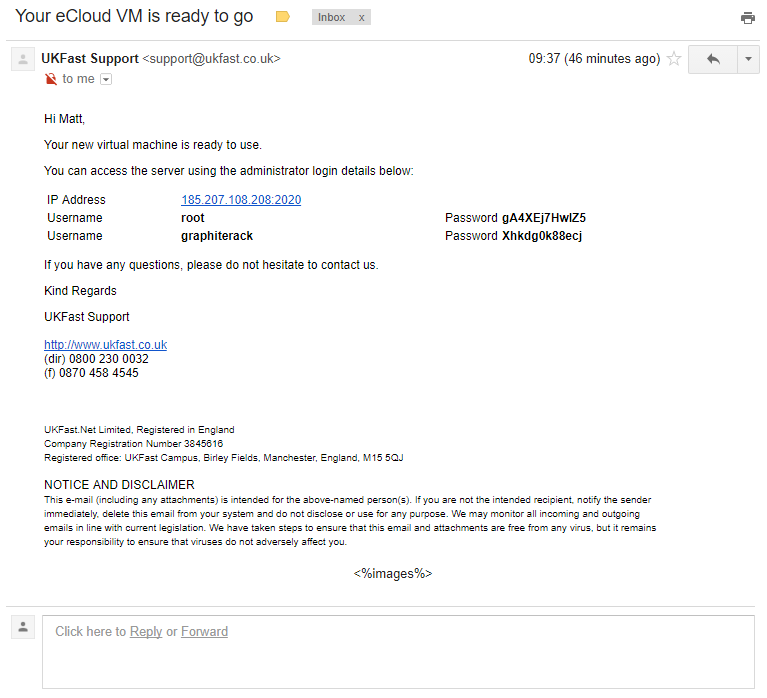 Your eCloud VM is ready to go
Inbox x
UKFast Support <support@ukfast.co.uk> 09:37 (46 minutes ago)
to me
Hi Matt,
Your new virtual machine is ready to use.
You can access the server using the administrator login details below:
IP Address 185.207.108.208:2020
Username root Password gA4XEj7HwlZ5
Username graphiterack Password Xhkdg0k88ecj
If you have any questions, please do not hesitate to contact us.
Kind Regards
UKFast Support
http://www.ukfast.co.uk
(dir) 0800 230 0032
(f) 0870 458 4545
UKFast.Net Limited, Registered in England
Company Registration Number 3845616
Registered office: UKFast Campus, Birley Fields, Manchester, England, M15 5QJ
NOTICE AND DISCLAIMER
This e-mail (including any attachments) is intended for the above-named person(s). If you are not the intended recipient, notify the sender
immediately, delete this email from your system and do not disclose or use for any purpose. We may monitor all incoming and outgoing
emails in line with current legislation. We have taken steps to ensure that this email and attachments are free from any virus, but it remains
your responsibility to ensure that viruses do not adversely affect you.
<%images%>
Click here to Reply or Forward